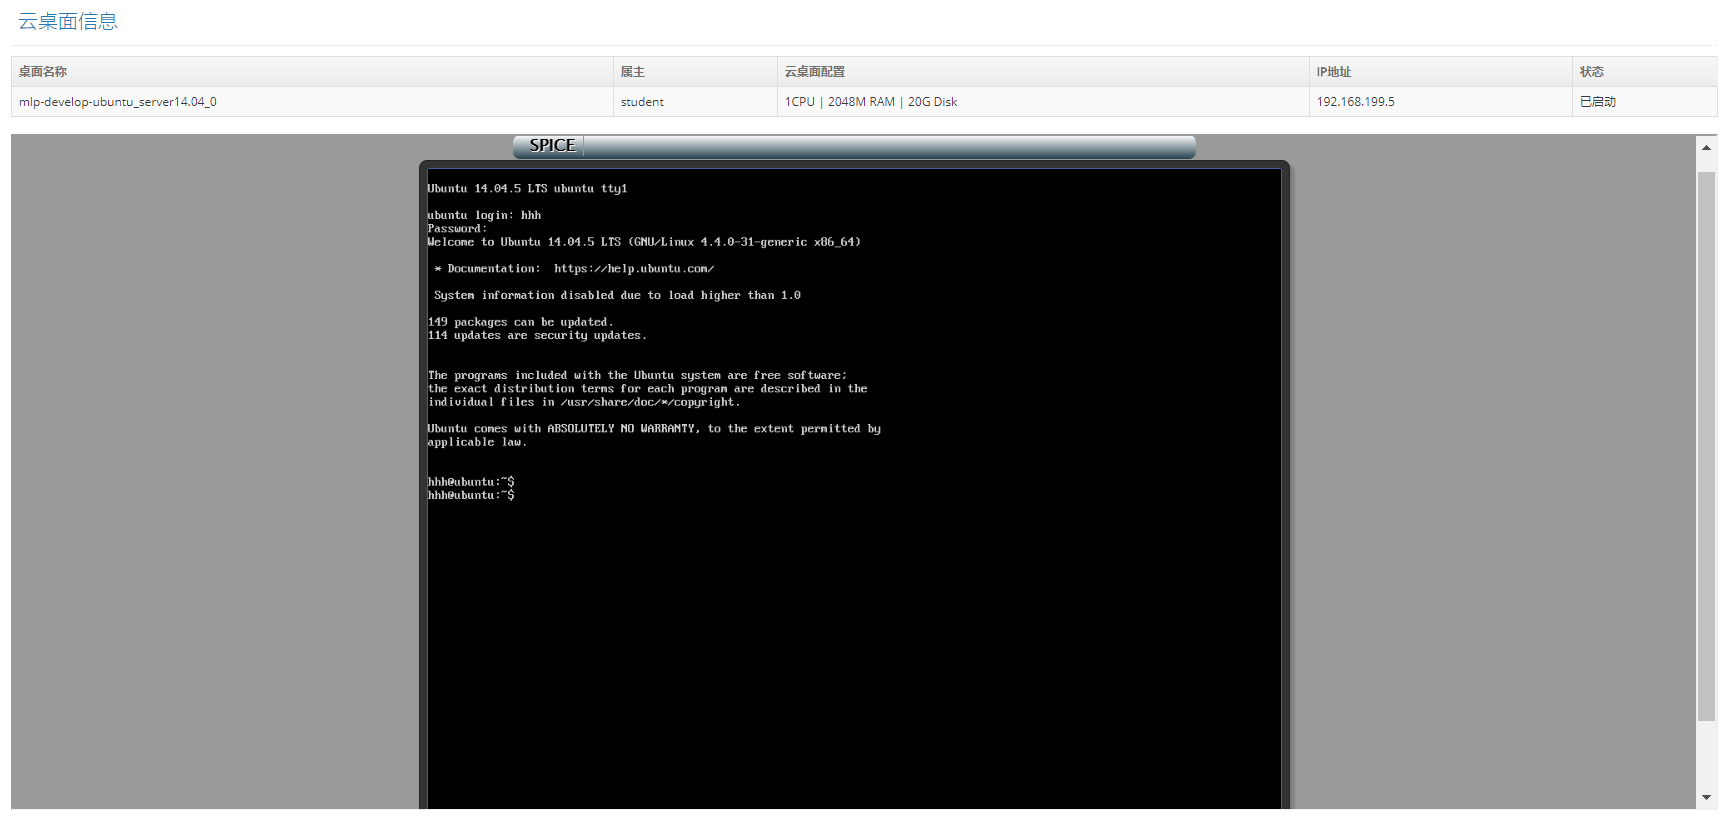 云桌面信息
桌面名称 属主 云桌面配置 IP地址 状态
mlp-develop-ubuntu_server14.04_0 student 1CPU | 2048M RAM | 20G Disk 192.168.199.5 已启动
SPICE
Ubuntu 14.04.5 LTS ubuntu tty1
ubuntu login: hhh
Password:
Welcome to Ubuntu 14.04.5 LTS (GNU/Linux 4.4.0-31-generic x86_64)
* Documentation:  https://help.ubuntu.com/
System information disabled due to load higher than 1.0
149 packages can be updated.
114 updates are security updates.
The programs included with the Ubuntu system are free software;
the exact distribution terms for each program are described in the
individual files in /usr/share/doc/*/copyright.
Ubuntu comes with ABSOLUTELY NO WARRANTY, to the extent permitted by
applicable law.
hhh@ubuntu:~$
hhh@ubuntu:~$